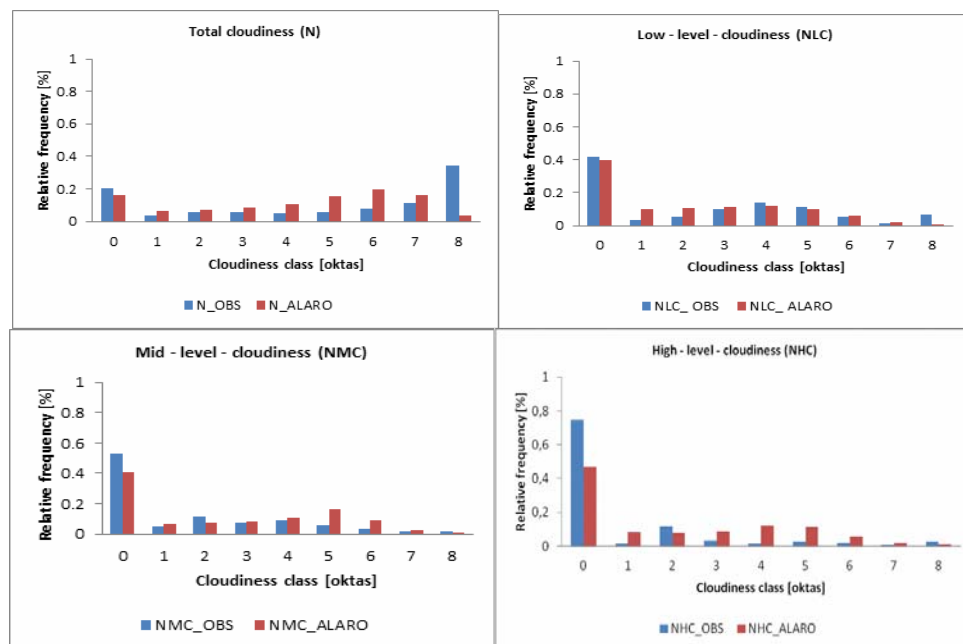 Total cloudiness (N)
Relative frequency [%]
1
0.8
0.6
0.4
0.2
0
0 1 2 3 4 5 6 7 8
Cloudiness class [oktas]
N_OBS N_ALARO
Low - level - cloudiness (NLC)
Relative frequency [%]
1
0.8
0.6
0.4
0.2
0
0 1 2 3 4 5 6 7 8
Cloudiness class [oktas]
NLC_ OBS NLC_ ALARO
Mid - level - cloudiness (NMC)
Relative frequency [%]
1
0.8
0.6
0.4
0.2
0
0 1 2 3 4 5 6 7 8
Cloudiness class [oktas]
NMC_OBS NMC_ALARO
High - level - cloudiness (NHC)
Relative frequency [%]
1
0,8
0,6
0,4
0,2
0
0 1 2 3 4 5 6 7 8
Cloudiness class [oktas]
NHC_OBS NHC_ALARO